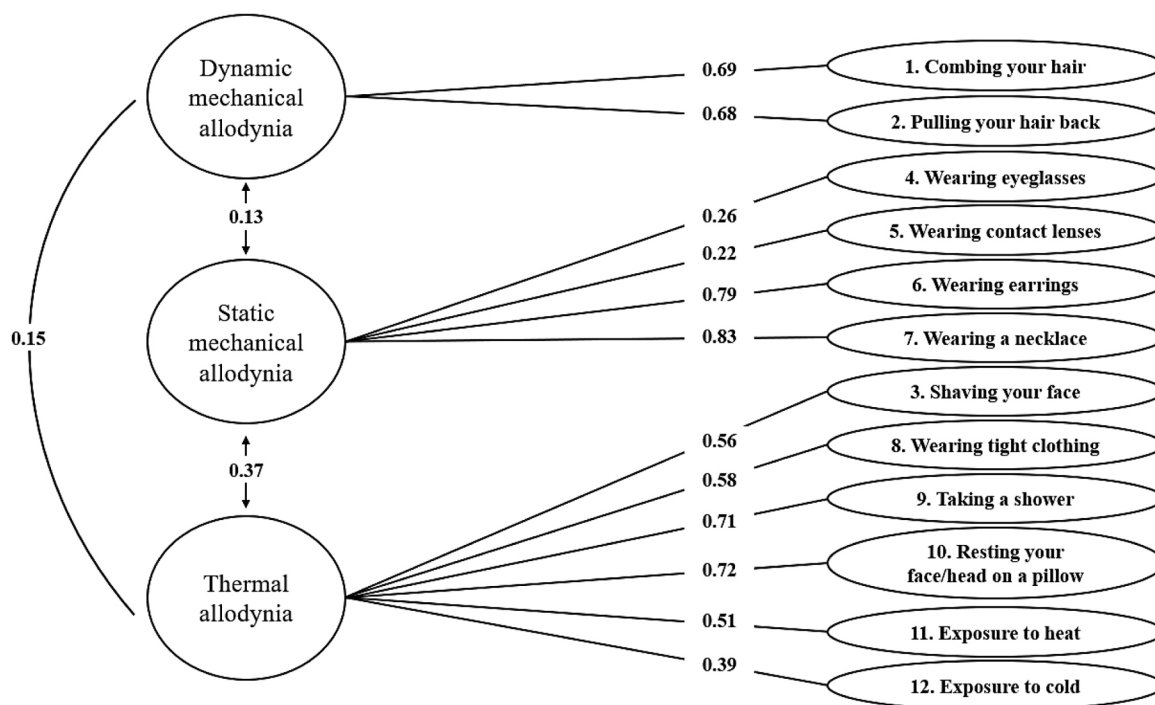 Dynamic
mechanical
allodynia
0.13
Static
mechanical
allodynia
0.15
0.37
Thermal
allodynia
0.69
0.68
0.26
0.22
0.79
0.83
0.56
0.58
0.71
0.72
0.51
0.39
1. Combing your hair
2. Pulling your hair back
4. Wearing eyeglasses
5. Wearing contact lenses
6. Wearing earrings
7. Wearing a necklace
3. Shaving your face
8. Wearing tight clothing
9. Taking a shower
10. Resting your
face/head on a pillow
11. Exposure to heat
12. Exposure to cold